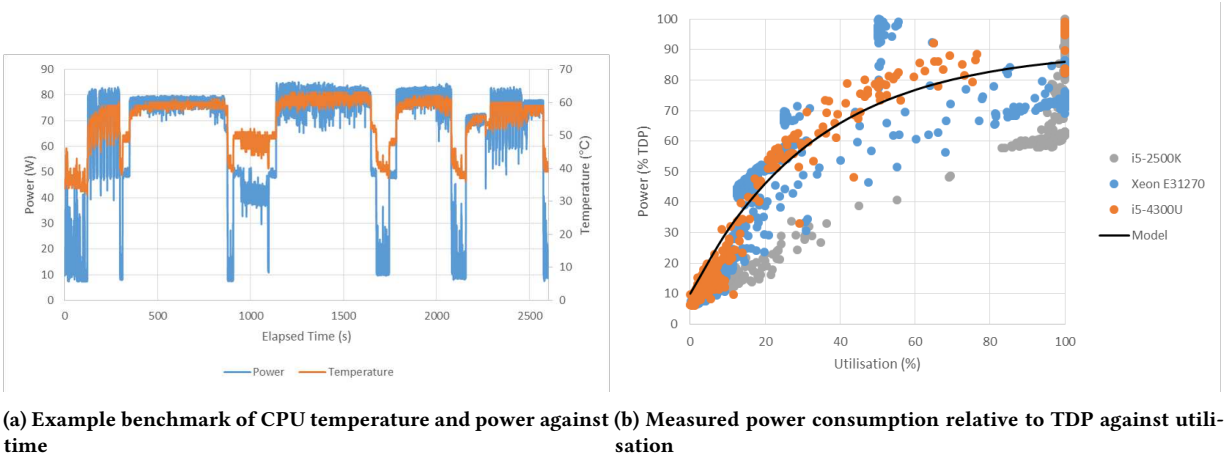 90
80
70
60
50
40
30
20
10
0
Power (W)
70
60
50
40
30
20
10
0
Temperature (°C)
0 500 1000 1500 2000 2500
Elapsed Time (s)
Power Temperature
(a) Example benchmark of CPU temperature and power against
time
100
90
80
70
60
50
40
30
20
10
0
Power (% TDP)
0 20 40 60 80 100
Utilisation (%)
i5-2500K
Xeon E31270
i5-4300U
Model
(b) Measured power consumption relative to TDP against utili-
sation